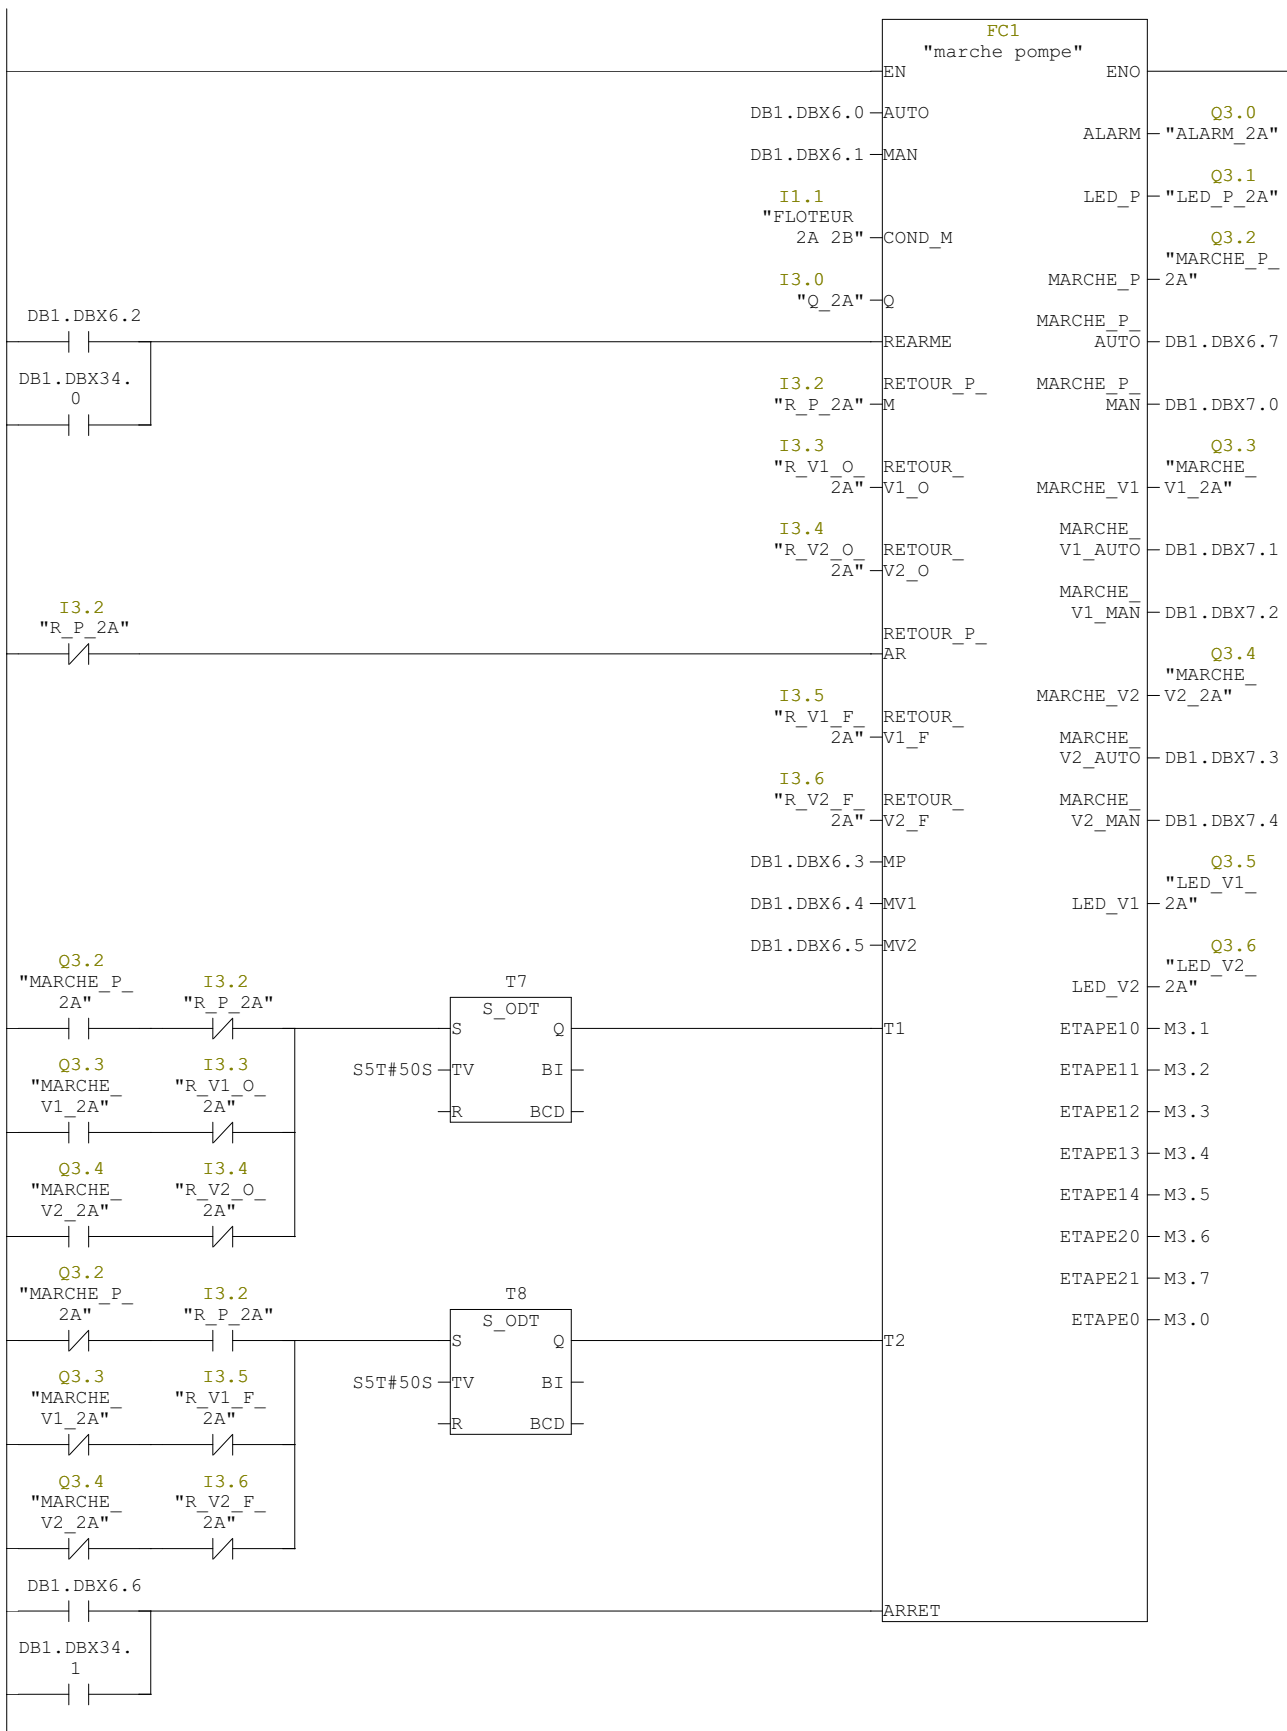 FC1
"marche pompe"
EN
ENO
DB1.DBX6.0
AUTO
Q3.0
ALARM
"ALARM_2A"
DB1.DBX6.1
MAN
Q3.1
LED_P
"LED_P_2A"
I1.1
"FLOTEUR
2A 2B"
COND_M
Q3.2
"MARCHE_P_
MARCHE_P
2A"
I3.0
"Q_2A"
Q
DB1.DBX6.2
REARME
MARCHE_P_
AUTO
DB1.DBX6.7
DB1.DBX34.
0
I3.2
"R_P_2A"
RETOUR_P_
M
MARCHE_P_
MAN
DB1.DBX7.0
I3.3
"R_V1_O_
2A"
RETOUR_
V1_O
Q3.3
"MARCHE_
MARCHE_V1
V1_2A"
I3.4
"R_V2_O_
2A"
RETOUR_
V2_O
MARCHE_
V1_AUTO
DB1.DBX7.1
MARCHE_
V1_MAN
DB1.DBX7.2
I3.2
"R_P_2A"
RETOUR_P_
AR
Q3.4
"MARCHE_
MARCHE_V2
V2_2A"
I3.5
"R_V1_F_
2A"
RETOUR_
V1_F
MARCHE_
V2_AUTO
DB1.DBX7.3
I3.6
"R_V2_F_
2A"
RETOUR_
V2_F
MARCHE_
V2_MAN
DB1.DBX7.4
DB1.DBX6.3
MP
Q3.5
"LED_V1_
DB1.DBX6.4
MV1
LED_V1
2A"
DB1.DBX6.5
MV2
Q3.6
"LED_V2_
LED_V2
2A"
Q3.2
"MARCHE_P_
2A"
I3.2
"R_P_2A"
T7
S_ODT
S
Q
T1
ETAPE10
M3.1
Q3.3
"MARCHE_
V1_2A"
I3.3
"R_V1_O_
2A"
S5T#50S
TV
BI
ETAPE11
M3.2
R
BCD
ETAPE12
M3.3
Q3.4
"MARCHE_
V2_2A"
I3.4
"R_V2_O_
2A"
ETAPE13
M3.4
ETAPE14
M3.5
ETAPE20
M3.6
Q3.2
"MARCHE_P_
2A"
I3.2
"R_P_2A"
T8
S_ODT
S
Q
T2
ETAPE21
M3.7
ETAPE0
M3.0
Q3.3
"MARCHE_
V1_2A"
I3.5
"R_V1_F_
2A"
S5T#50S
TV
BI
R
BCD
Q3.4
"MARCHE_
V2_2A"
I3.6
"R_V2_F_
2A"
DB1.DBX6.6
ARRET
DB1.DBX34.
1